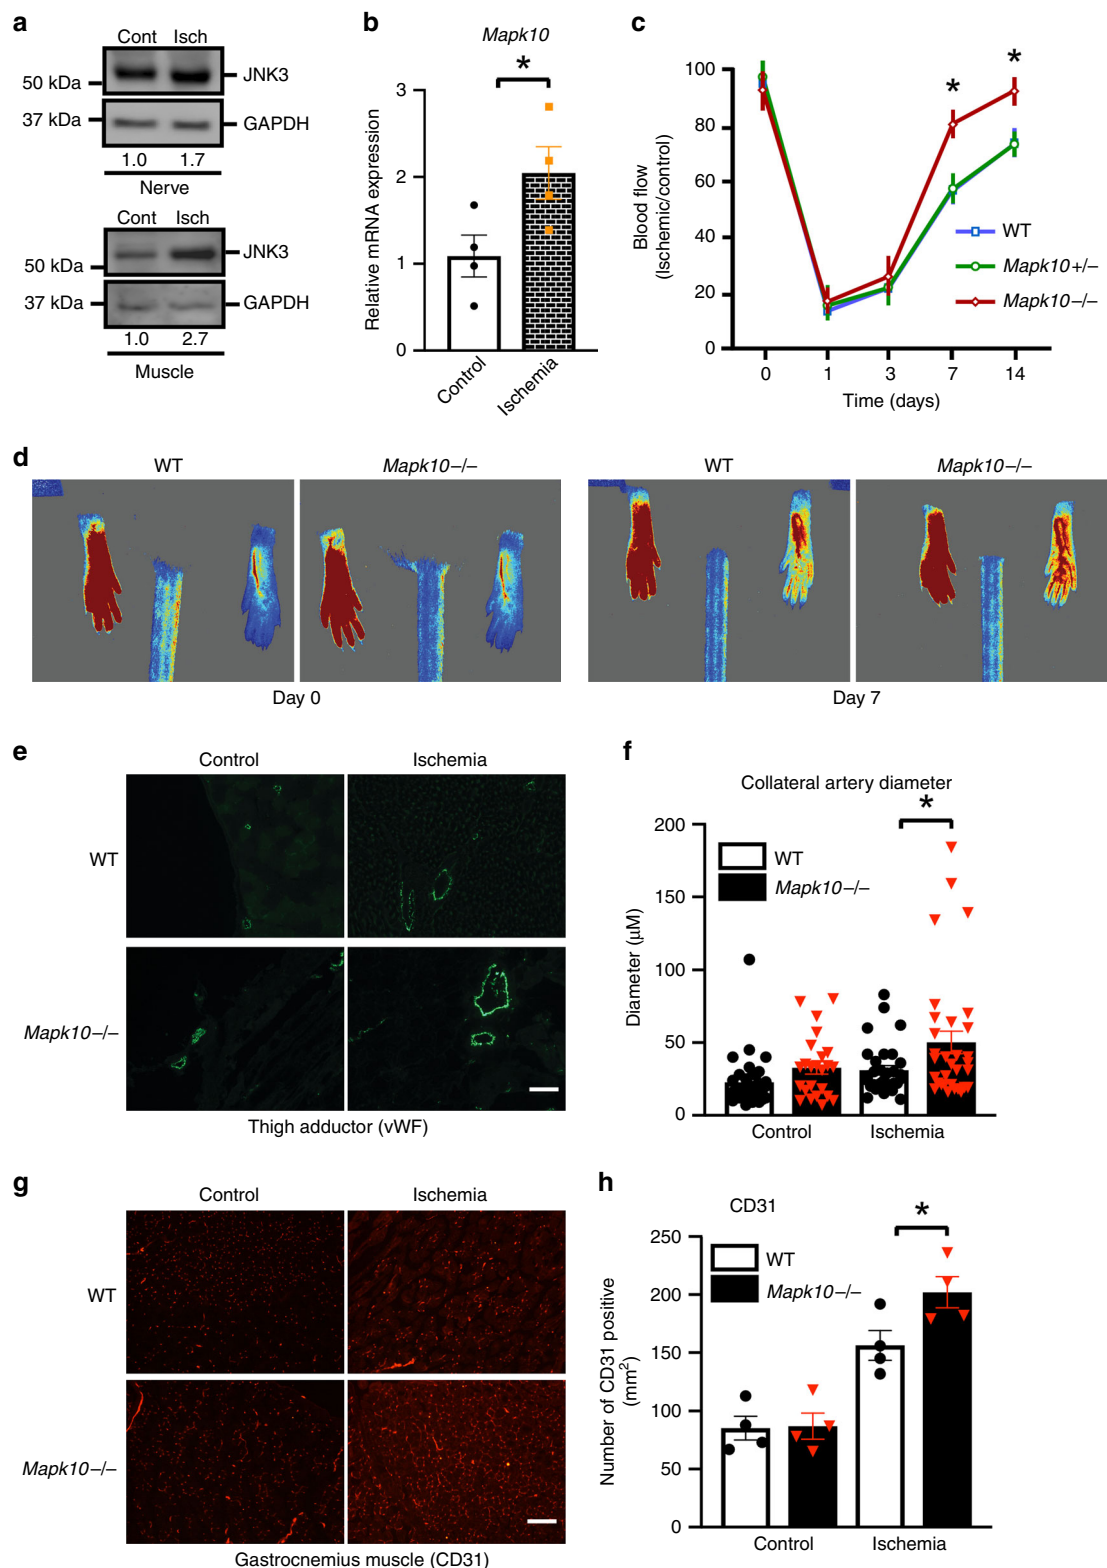 a
Cont Isch
50 kDa
JNK3
37 kDa
GAPDH
1.0 1.7
Nerve
Cont Isch
50 kDa
JNK3
37 kDa
GAPDH
1.0 2.7
Muscle
b
Mapk10
*
Relative mRNA expression
3
2
1
0
Control
Ischemia
c
Blood flow
(Ischemic/control)
100
80
60
40
20
0
* *
WT
Mapk10+/–
Mapk10–/–
0 1 3 7 14
Time (days)
d
WT Mapk10–/– WT Mapk10–/–
Day 0 Day 7
e
Control Ischemia
WT
Mapk10–/–
Thigh adductor (vWF)
f
Collateral artery diameter
*
WT
Mapk10–/–
Diameter (μM)
200
150
100
50
0
Control Ischemia
g
Control Ischemia
WT
Mapk10–/–
Gastrocnemius muscle (CD31)
h
CD31
*
WT
Mapk10–/–
Number of CD31 positive
(mm²)
250
200
150
100
50
0
Control Ischemia